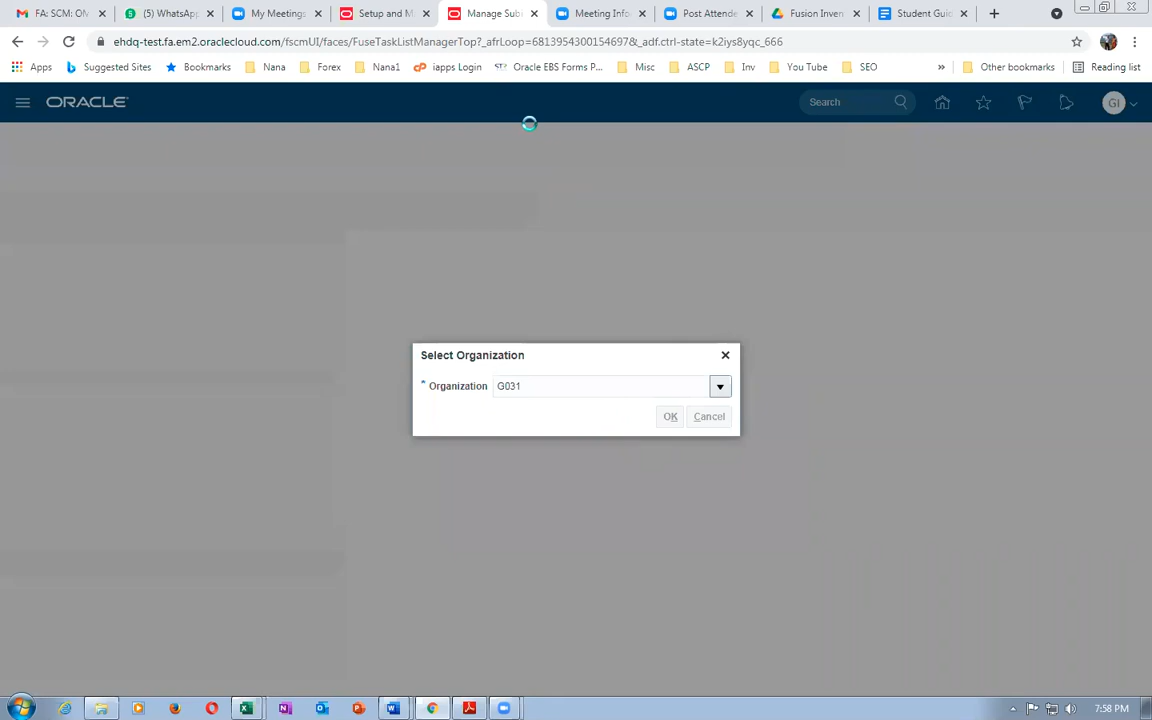 FA: SCM: OM
(5) WhatsApp
My Meetings
Setup and M
Manage Sub
Meeting Info
Post Attende
Fusion Inven
Student Guid
ehdq-test.fa.em2.oraclecloud.com/fscmUI/faces/FuseTaskListManagerTop?_afrLoop=6813954300154697&_adf.ctrl-state=k2iys8yqc_666
Apps
Suggested Sites
Bookmarks
Nana
Forex
Nana1
iapps Login
Oracle EBS Forms P...
Misc
ASCP
Inv
You Tube
SEO
»
Other bookmarks
Reading list
ORACLE
Search
GI
Select Organization
* Organization G031
OK Cancel
7:58 PM